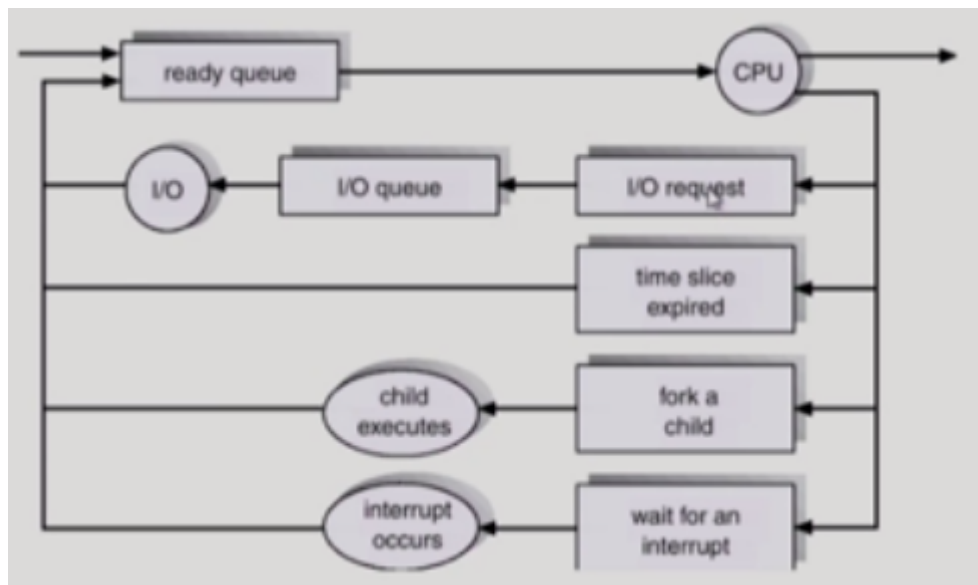 ready queue
CPU
I/O
I/O queue
I/O request
time slice
expired
child
executes
fork a
child
interrupt
occurs
wait for an
interrupt